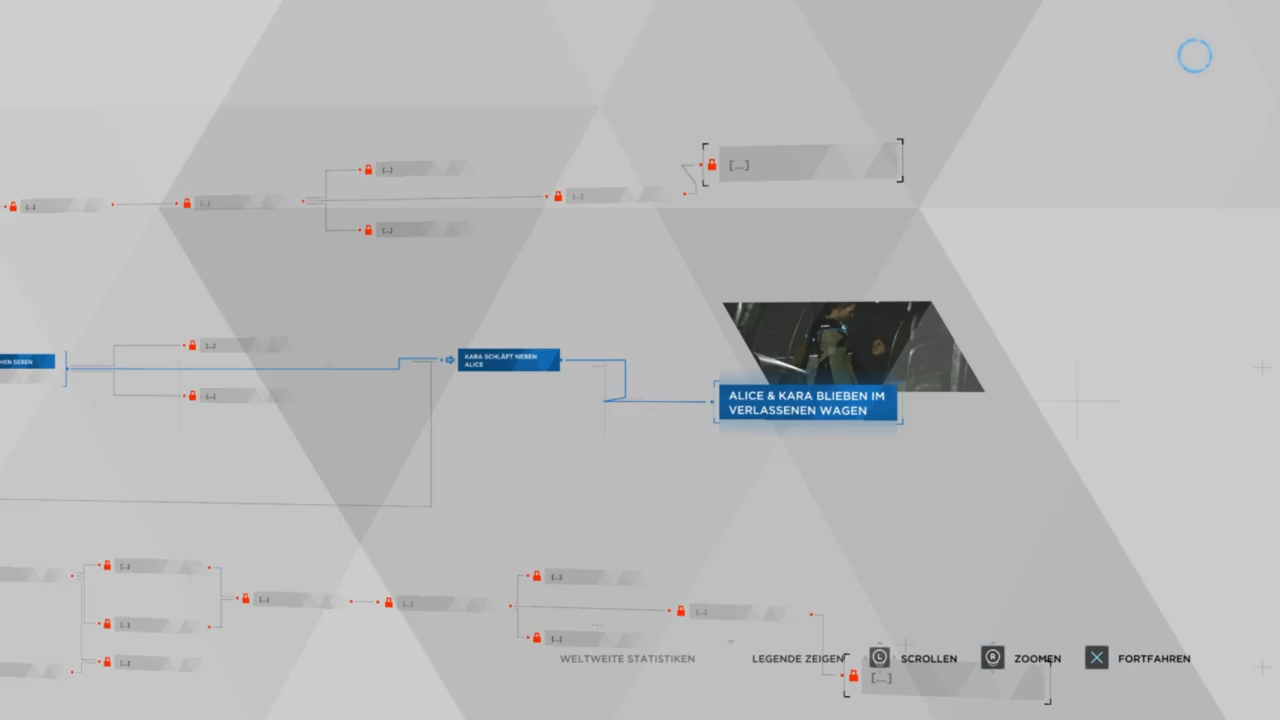 [...]
[...]
[...]
[...]
[...]
[...]
[...]
HEN GEBEN
KARA SCHLÄFT NEBEN
ALICE
[...]
ALICE & KARA BLIEBEN IM
VERLASSENEN WAGEN
[...]
[...]
[...]
[...]
[...]
[...]
[...]
[...]
[...]
WELTWEITE STATISTIKEN
LEGENDE ZEIGEN
L SCROLLEN
R ZOOMEN
FORTFAHREN
[...]